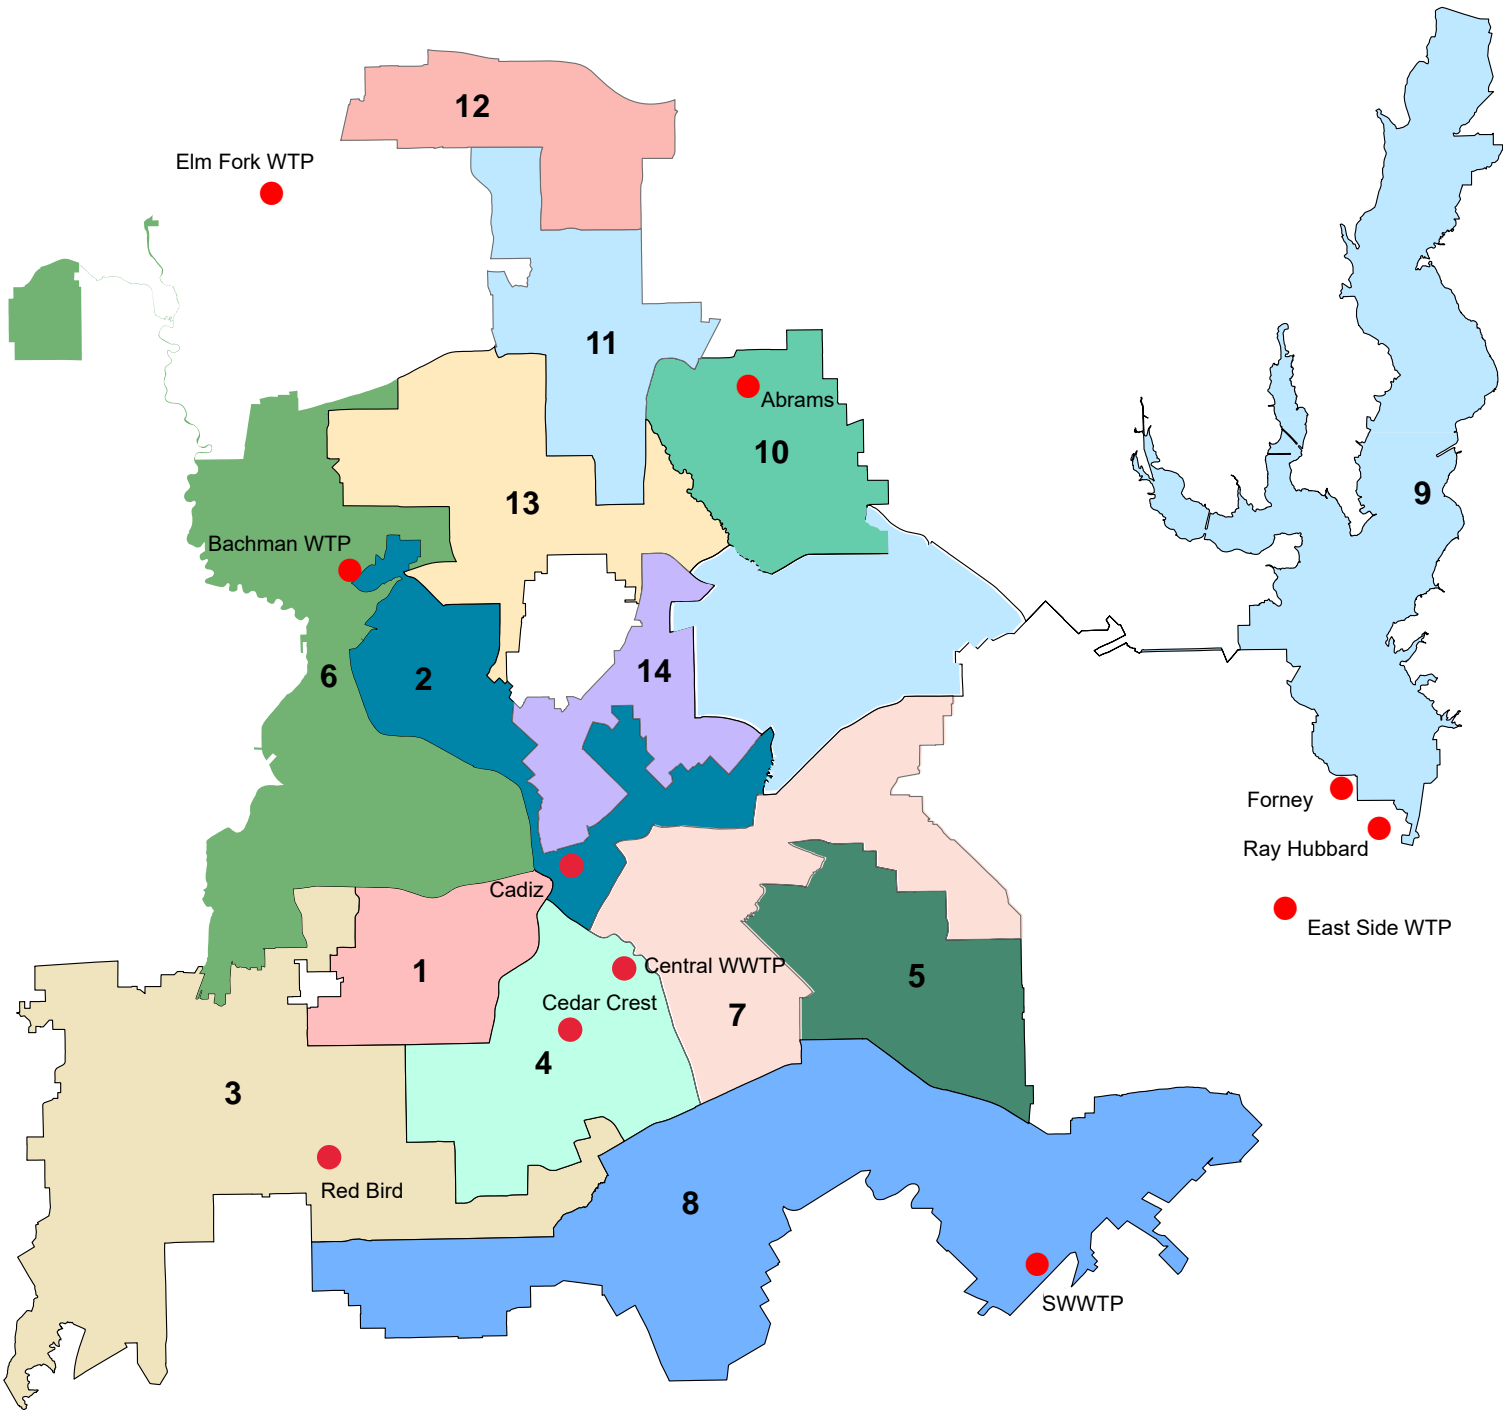 12
Elm Fork WTP
11
Abrams
10
13
9
Bachman WTP
14
6
2
Forney
Ray Hubbard
Cadiz
East Side WTP
1
Central WWTP
5
Cedar Crest
7
4
3
Red Bird
8
SWWTP